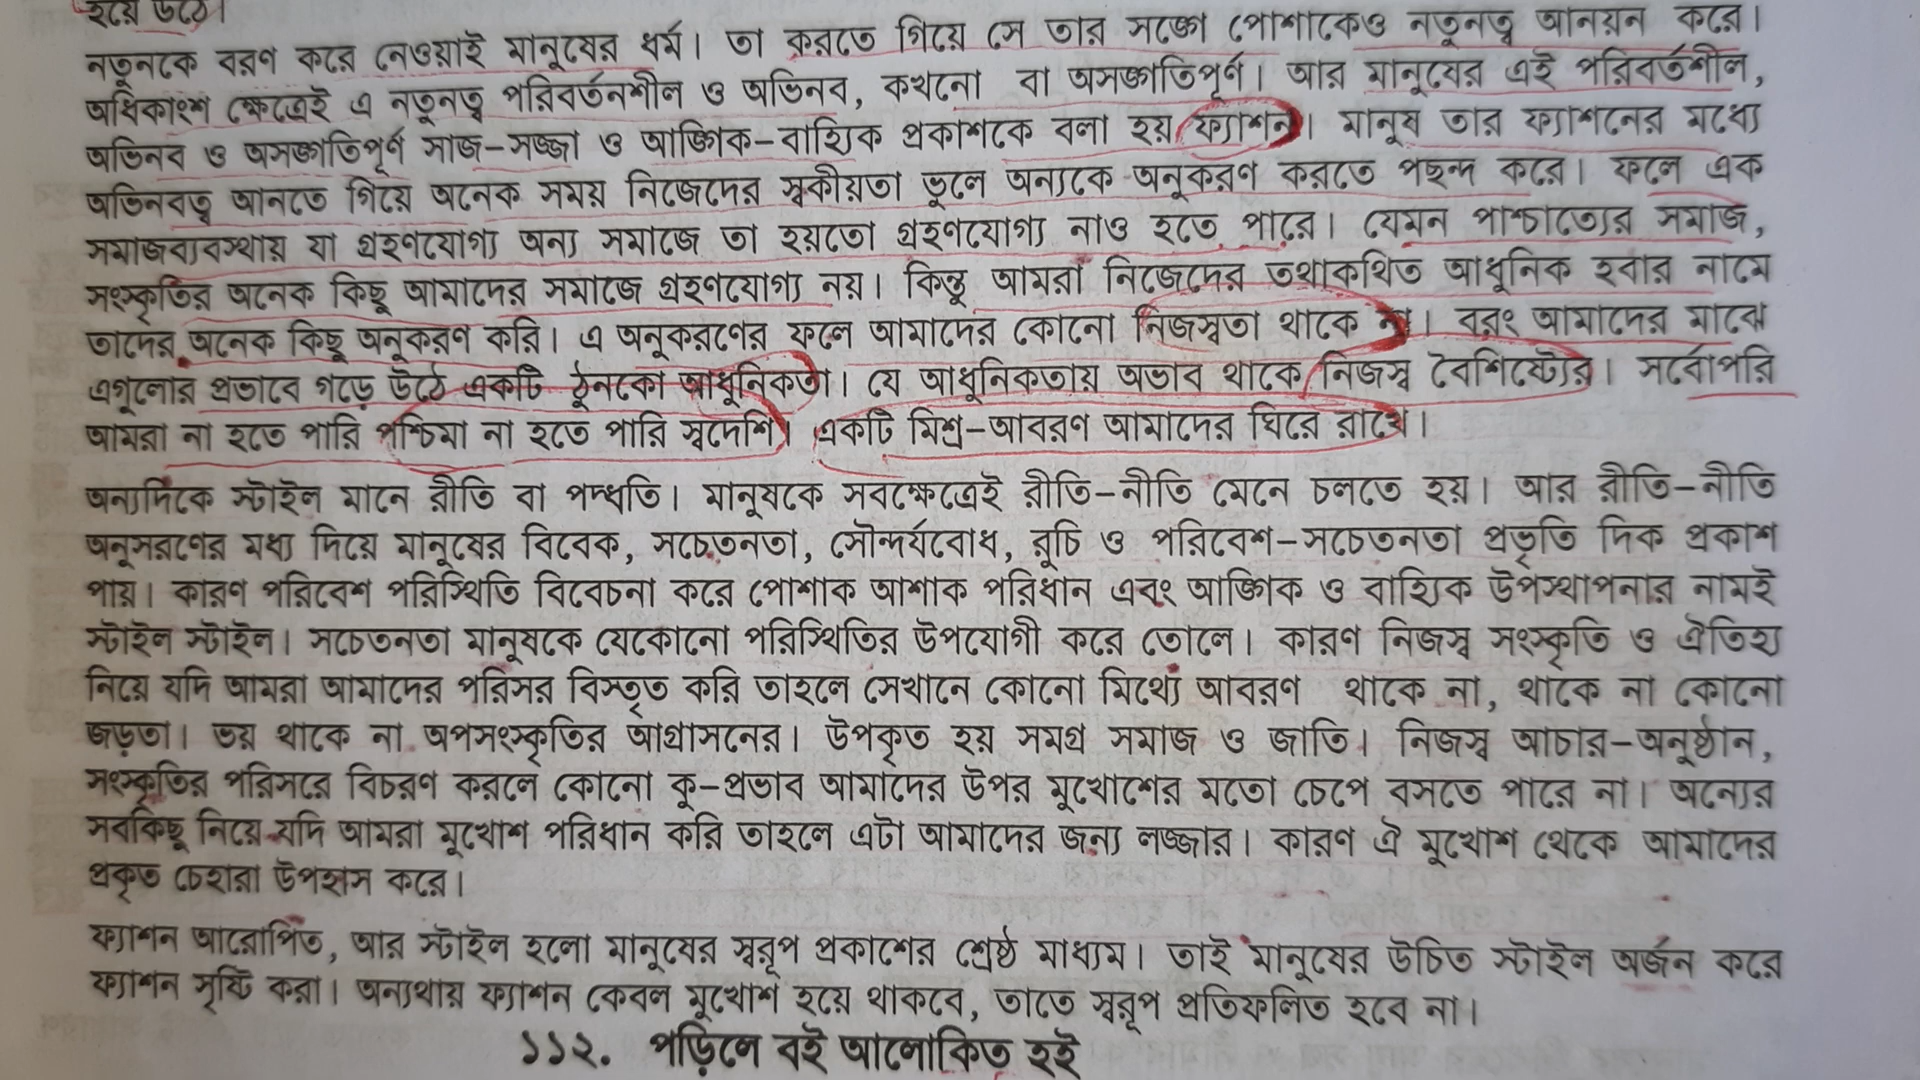 হয়ে উঠে।
নতুনকে বরণ করে নেওয়াই মানুষের ধর্ম। তা করতে গিয়ে সে তার সঙ্গে পোশাকেও নতুনত্ব আনয়ন করে।
অধিকাংশ ক্ষেত্রেই এ নতুনত্ব পরিবর্তনশীল ও অভিনব, কখনো বা অসঙ্গতিপূর্ণ। আর মানুষের এই পরিবর্তশীল,
অভিনব ও অসঙ্গতিপূর্ণ সাজ-সজ্জা ও আঙ্গিক-বাহ্যিক প্রকাশকে বলা হয় ফ্যাশন। মানুষ তার ফ্যাশনের মধ্যে
অভিনবত্ব আনতে গিয়ে অনেক সময় নিজেদের স্বকীয়তা ভুলে অন্যকে অনুকরণ করতে পছন্দ করে। ফলে এক
সমাজব্যবস্থায় যা গ্রহণযোগ্য অন্য সমাজে তা হয়তো গ্রহণযোগ্য নাও হতে পারে। যেমন পাশ্চাত্যের সমাজ,
সংস্কৃতির অনেক কিছু আমাদের সমাজে গ্রহণযোগ্য নয়। কিন্তু আমরা নিজেদের তথাকথিত আধুনিক হবার নামে
তাদের অনেক কিছু অনুকরণ করি। এ অনুকরণের ফলে আমাদের কোনো নিজস্বতা থাকে না। বরং আমাদের মাঝে
এগুলোর প্রভাবে গড়ে উঠে একটি ঠুনকো আধুনিকতা। যে আধুনিকতায় অভাব থাকে নিজস্ব বৈশিষ্ট্যের। সর্বোপরি
আমরা না হতে পারি পশ্চিমা না হতে পারি স্বদেশি। একটি মিশ্র-আবরণ আমাদের ঘিরে রাখে।
অন্যদিকে স্টাইল মানে রীতি বা পদ্ধতি। মানুষকে সবক্ষেত্রেই রীতি-নীতি মেনে চলতে হয়। আর রীতি-নীতি
অনুসরণের মধ্য দিয়ে মানুষের বিবেক, সচেতনতা, সৌন্দর্যবোধ, রুচি ও পরিবেশ-সচেতনতা প্রভৃতি দিক প্রকাশ
পায়। কারণ পরিবেশ পরিস্থিতি বিবেচনা করে পোশাক আশাক পরিধান এবং আঙ্গিক ও বাহ্যিক উপস্থাপনার নামই
স্টাইল স্টাইল। সচেতনতা মানুষকে যেকোনো পরিস্থিতির উপযোগী করে তোলে। কারণ নিজস্ব সংস্কৃতি ও ঐতিহ্য
নিয়ে যদি আমরা আমাদের পরিসর বিস্তৃত করি তাহলে সেখানে কোনো মিথ্যে আবরণ থাকে না, থাকে না কোনো
জড়তা। ভয় থাকে না অপসংস্কৃতির আগ্রাসনের। উপকৃত হয় সমগ্র সমাজ ও জাতি। নিজস্ব আচার-অনুষ্ঠান,
সংস্কৃতির পরিসরে বিচরণ করলে কোনো কু-প্রভাব আমাদের উপর মুখোশের মতো চেপে বসতে পারে না। অন্যের
সবকিছু নিয়ে যদি আমরা মুখোশ পরিধান করি তাহলে এটা আমাদের জন্য লজ্জার। কারণ ঐ মুখোশ থেকে আমাদের
প্রকৃত চেহারা উপহাস করে।
ফ্যাশন আরোপিত, আর স্টাইল হলো মানুষের স্বরূপ প্রকাশের শ্রেষ্ঠ মাধ্যম। তাই মানুষের উচিত স্টাইল অর্জন করে
ফ্যাশন সৃষ্টি করা। অন্যথায় ফ্যাশন কেবল মুখোশ হয়ে থাকবে, তাতে স্বরূপ প্রতিফলিত হবে না।
১১২. পড়িলে বই আলোকিত হই